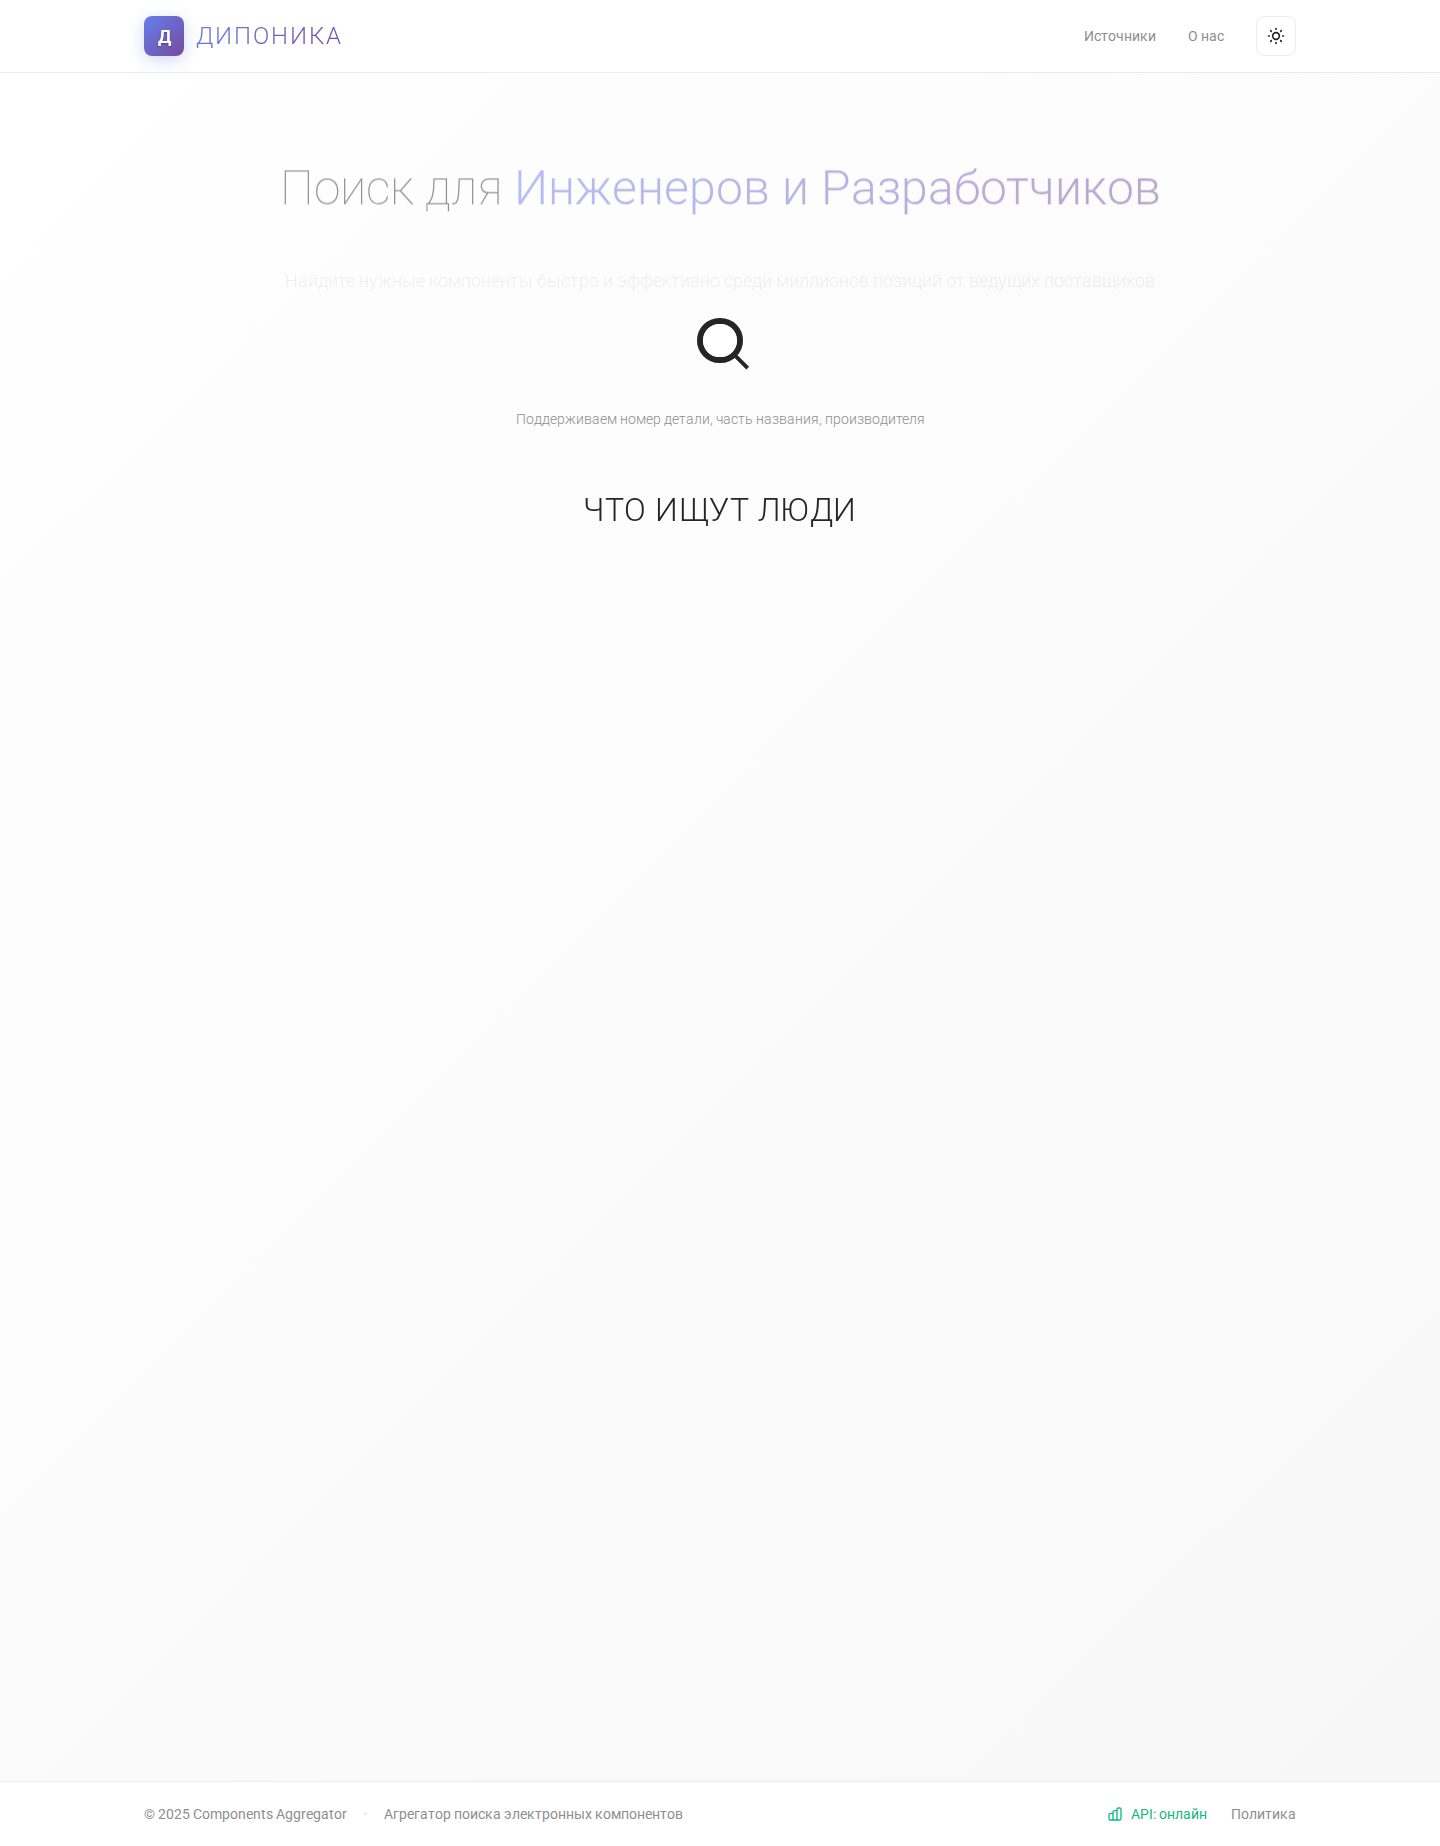 Д ДИПОНИКА
Источники О нас
Поиск для Инженеров и Разработчиков
Найдите нужные компоненты быстро и эффективно среди миллионов позиций от ведущих поставщиков
Поддерживаем номер детали, часть названия, производителя
ЧТО ИЩУТ ЛЮДИ
© 2025 Components Aggregator • Агрегатор поиска электронных компонентов
API: онлайн Политика